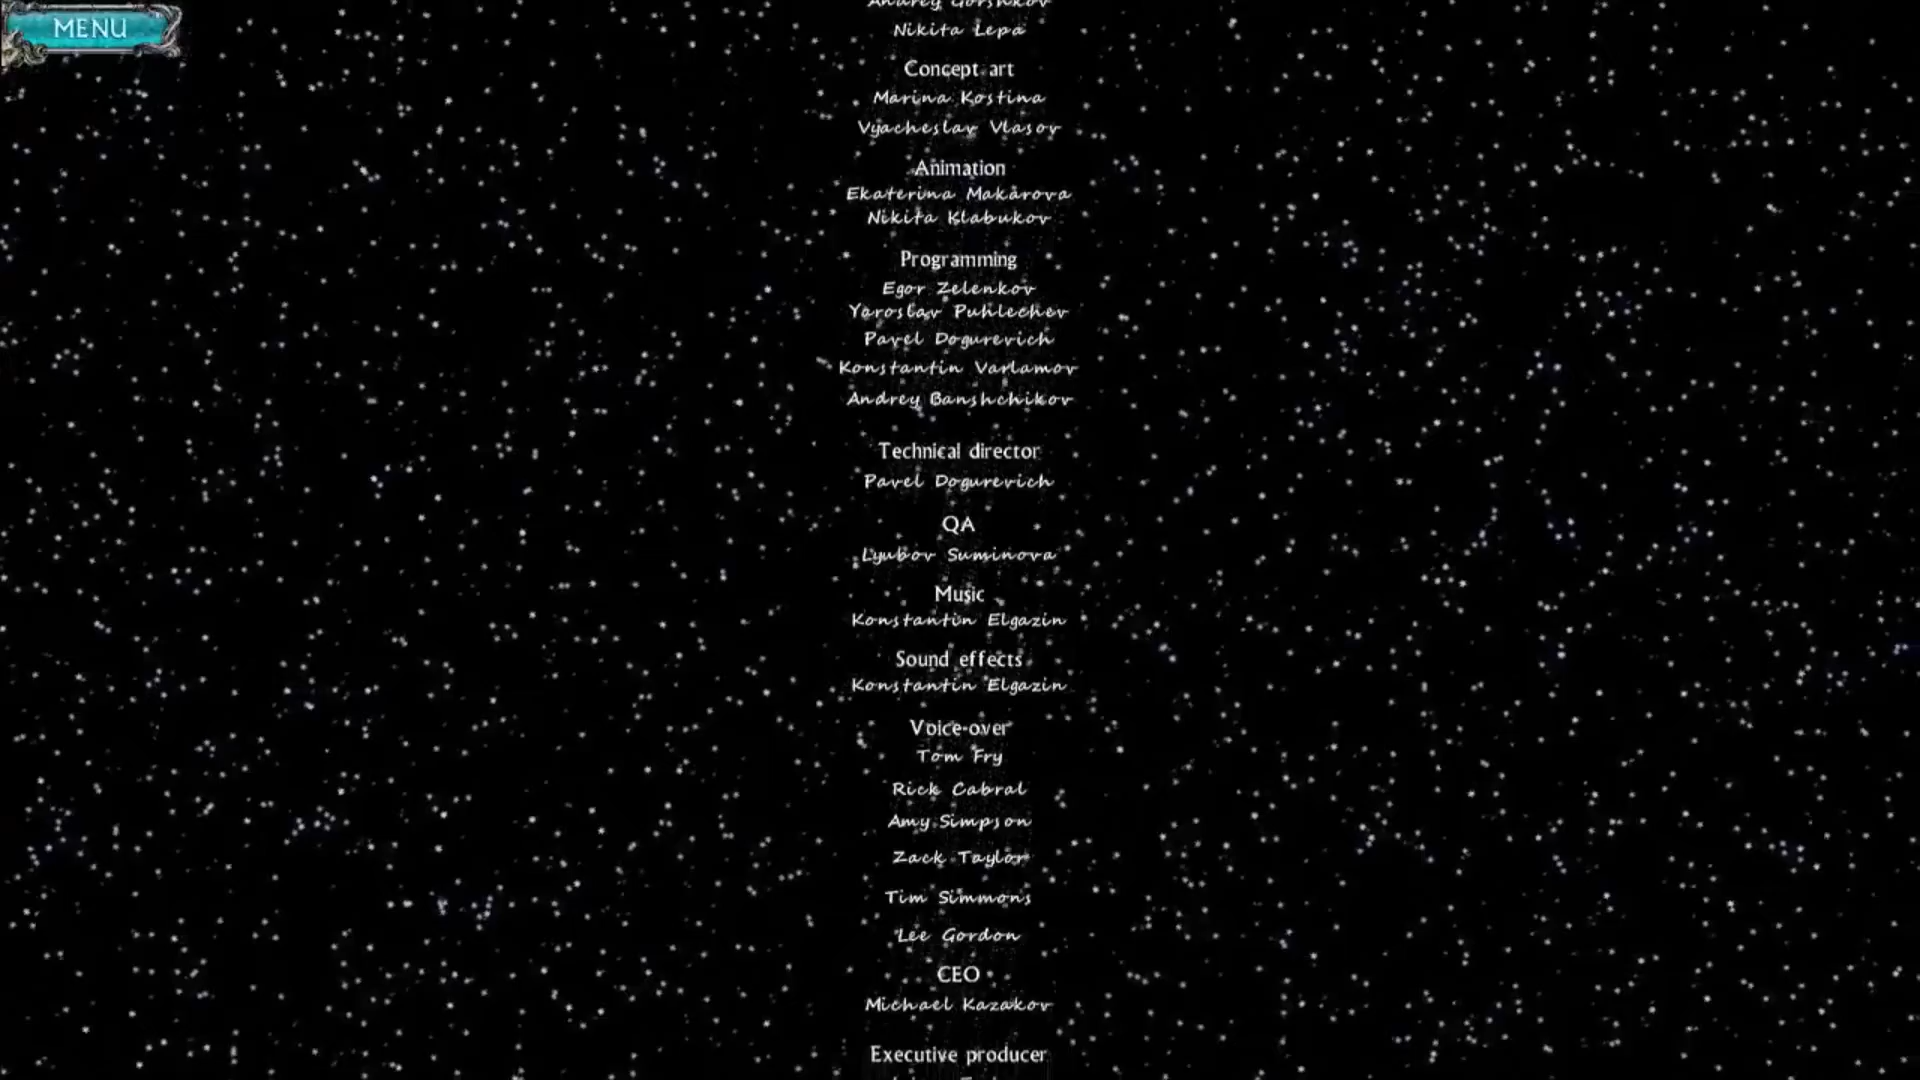 MENU
Andrey Gorshkov
Nikita Lepa
Concept art
Marina Kostina
Vyacheslav Vlasov
Animation
Ekaterina Makarova
Nikita Klabukov
Programming
Egor Zelenkov
Yaroslav Puhlechev
Pavel Dogurevich
Konstantin Varlamov
Andrey Banshchikov
Technical director
Pavel Dogurevich
QA
Lyubov Suminova
Music
Konstantin Elgazin
Sound effects
Konstantin Elgazin
Voice-over
Tom Fry
Rick Cabral
Amy Simpson
Zack Taylor
Tim Simmons
Lee Gordon
CEO
Michael Kazakov
Executive producer